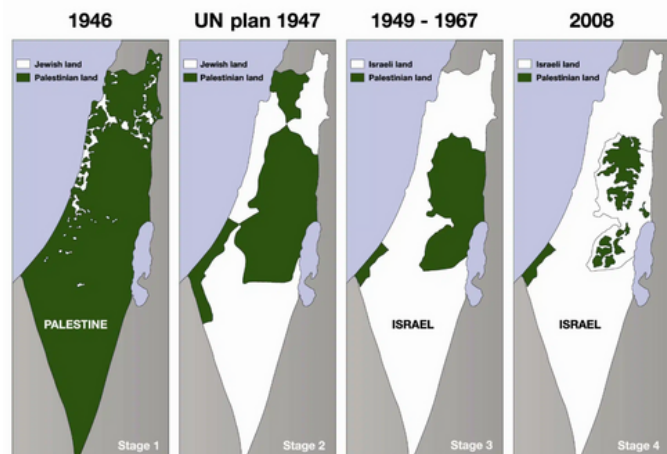 1946
Jewish land
Palestinian land
PALESTINE
Stage 1
UN plan 1947
Jewish land
Palestinian land
Stage 2
1949 - 1967
Israeli land
Palestinian land
ISRAEL
Stage 3
2008
Israeli land
Palestinian land
ISRAEL
Stage 4